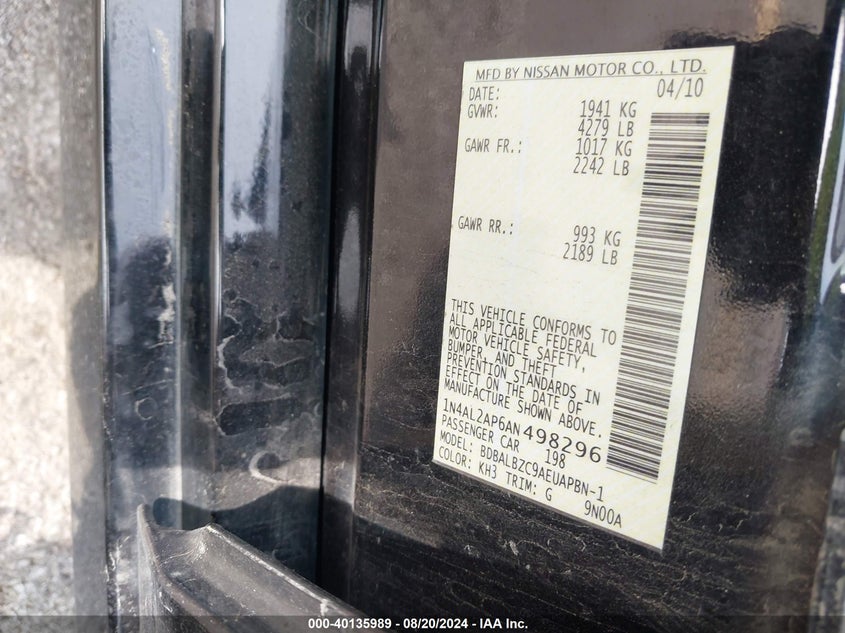 MFD BY NISSAN MOTOR CO., LTD.
DATE: 04/10
GVWR: 1941 KG
4279 LB
GAWR FR.: 1017 KG
2242 LB
GAWR RR.: 993 KG
2189 LB
THIS VEHICLE CONFORMS TO
ALL APPLICABLE FEDERAL
MOTOR VEHICLE SAFETY,
BUMPER, AND THEFT
PREVENTION STANDARDS IN
EFFECT ON THE DATE OF
MANUFACTURE SHOWN ABOVE.
1N4AL2AP6AN498296
PASSENGER CAR 198
MODEL: BDBALBZC9AEUAPBN-1
COLOR: KH3 TRIM: G 9N00A
000-40135989 - 08/20/2024 - IAA Inc.